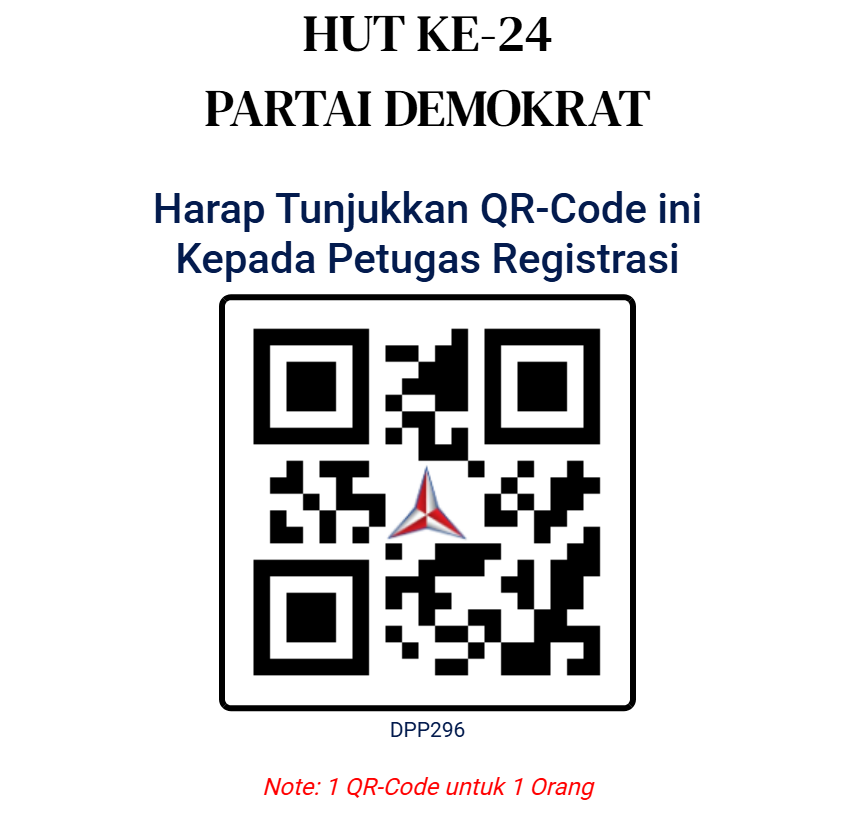 HUT KE-24
PARTAI DEMOKRAT
Harap Tunjukkan QR-Code ini
Kepada Petugas Registrasi
DPP296
Note: 1 QR-Code untuk 1 Orang